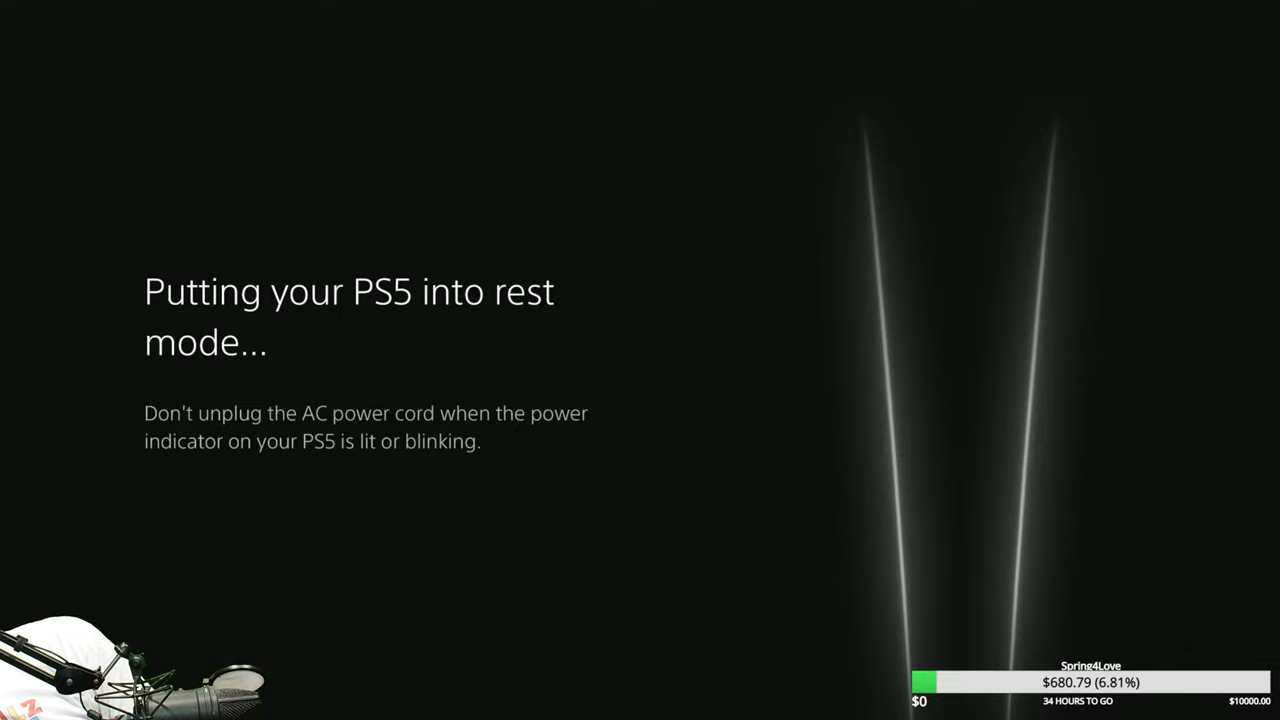 Putting your PS5 into rest
mode...
Don't unplug the AC power cord when the power
indicator on your PS5 is lit or blinking.
Spring4Love
$680.79 (6.81%)
$0 34 HOURS TO GO $10000.00